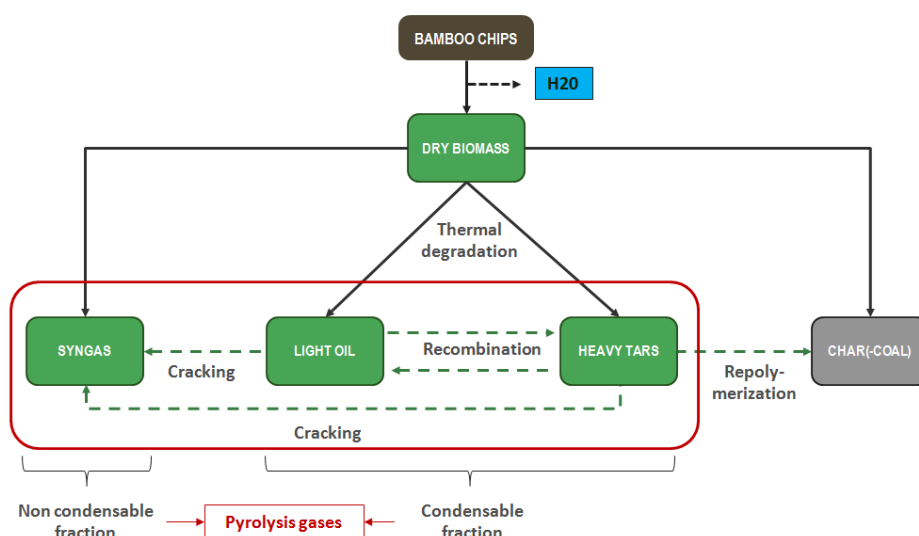 BAMBOO CHIPS
H20
DRY BIOMASS
Thermal
degradation
SYNGAS
Cracking
LIGHT OIL
Recombination
HEAVY TARS
Repoly-
merization
CHAR(-COAL)
Cracking
Non condensable
fraction
Pyrolysis gases
Condensable
fraction